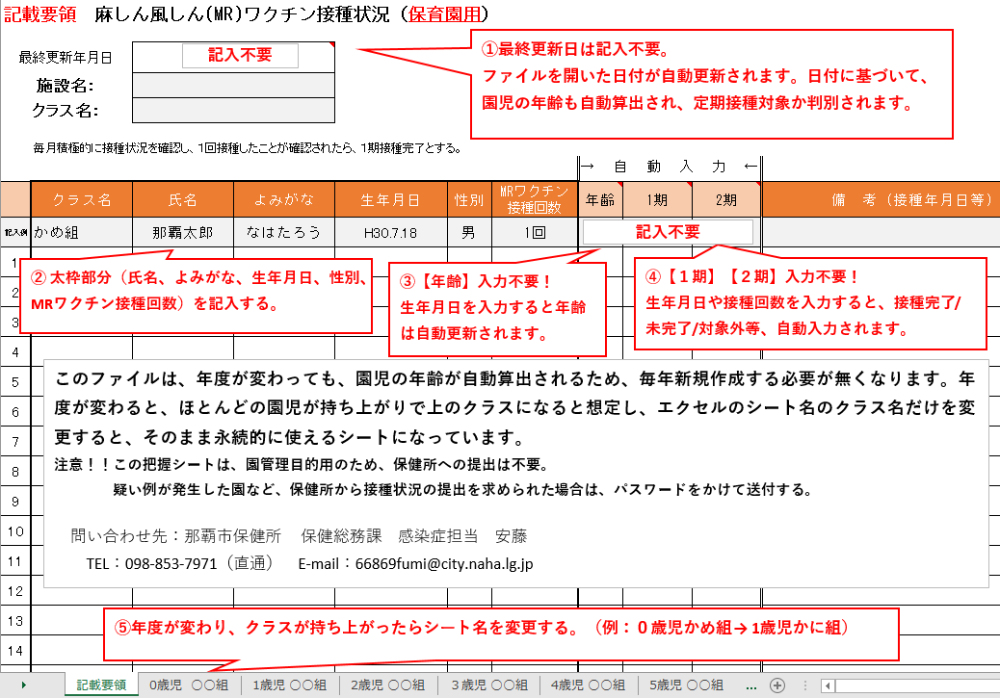 記載要領　麻しん風しん(MR)ワクチン接種状況（保育園用）
最終更新年月日　記入不要
施設名:
クラス名:
①最終更新日は記入不要。
ファイルを開いた日付が自動更新されます。日付に基づいて、
園児の年齢も自動算出され、定期接種対象か判別されます。
毎月積極的に接種状況を確認し、1回接種したことが確認されたら、1期接種完了とする。
→ 自 動 入 力 ←
クラス名　氏名　よみがな　生年月日　性別　MRワクチン接種回数　年齢　1期　2期　備　考（接種年月日等）
記入例　かめ組　那覇太郎　なはたろう　H30.7.18　男　1回　記入不要
1
②太枠部分（氏名、よみがな、生年月日、性別、
MRワクチン接種回数）を記入する。
③【年齢】入力不要！
生年月日を入力すると年齢
は自動更新されます。
④【１期】【２期】入力不要！
生年月日や接種回数を入力すると、接種完了/
未完了/対象外等、自動入力されます。
2
3
4
5
6
7
8
9
10
11
12
13
14
このファイルは、年度が変わっても、園児の年齢が自動算出されるため、毎年新規作成する必要が無くなります。年
度が変わると、ほとんどの園児が持ち上がりで上のクラスになると想定し、エクセルのシート名のクラス名だけを変
更すると、そのまま永続的に使えるシートになっています。
注意！！この把握シートは、園管理目的用のため、保健所への提出は不要。
疑い例が発生した園など、保健所から接種状況の提出を求められた場合は、パスワードをかけて送付する。
問い合わせ先：那覇市保健所　保健総務課　感染症担当　安藤
TEL：098-853-7971（直通）　E-mail：66869fumi@city.naha.lg.jp
⑤年度が変わり、クラスが持ち上がったらシート名を変更する。（例：０歳児かめ組→1歳児かに組）
記載要領　0歳児 〇〇組　1歳児 〇〇組　2歳児 〇〇組　３歳児 〇〇組　4歳児 〇〇組　5歳児 〇〇組　...